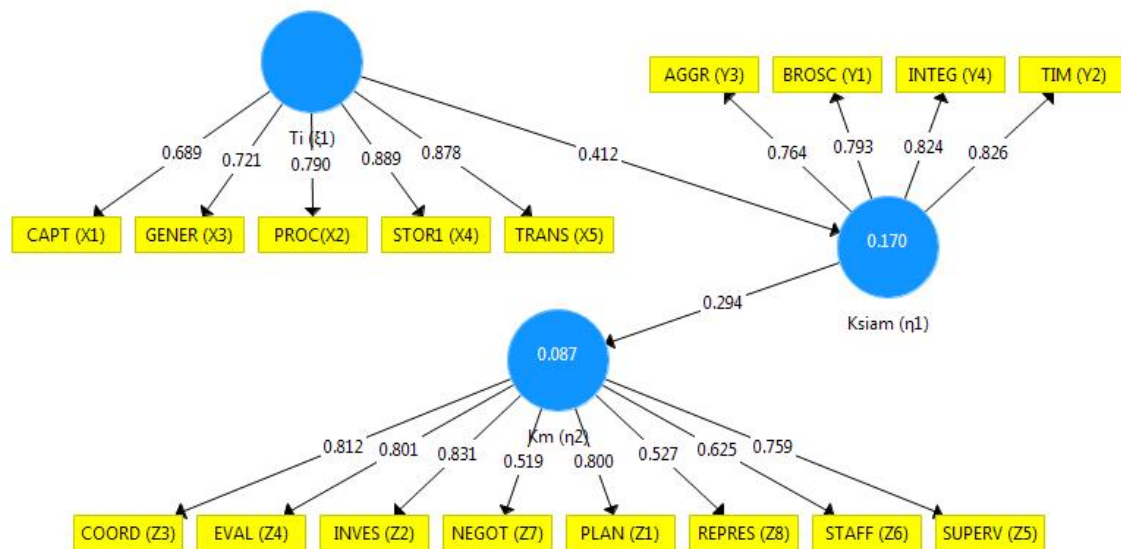 AGGR (Y3) BROSC (Y1) INTEG (Y4) TIM (Y2)
Ti (ξ1)
0.689 0.721 0.790 0.889 0.878 0.412 0.764 0.793 0.824 0.826
CAPT (X1) GENER (X3) PROC(X2) STOR1 (X4) TRANS (X5)
0.170
0.294
Ksiam (η1)
0.087
Km (η2)
0.812 0.801 0.831 0.519 0.800 0.527 0.625 0.759
COORD (Z3) EVAL (Z4) INVES (Z2) NEGOT (Z7) PLAN (Z1) REPRES (Z8) STAFF (Z6) SUPERV (Z5)